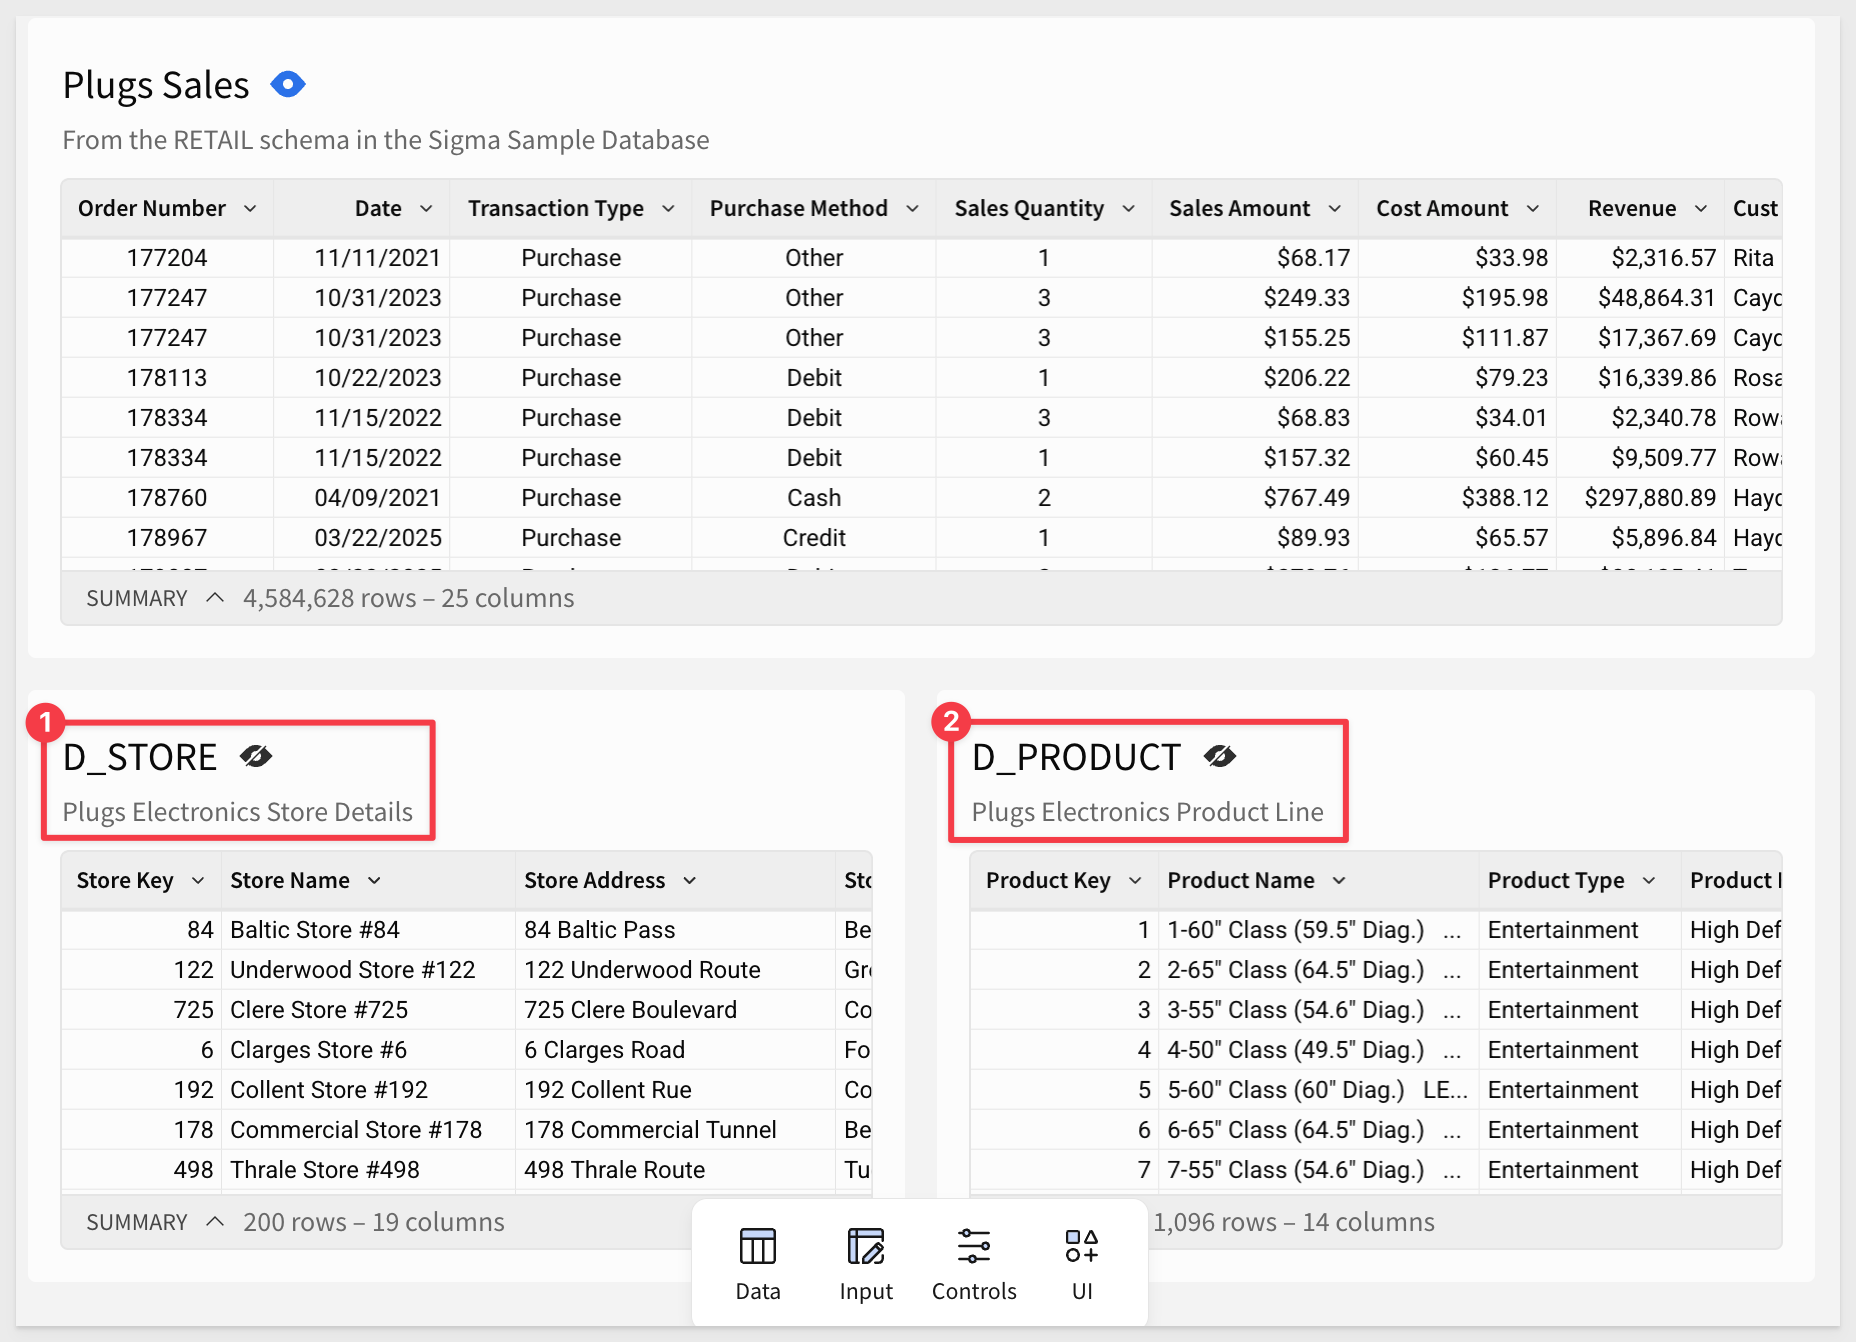 Plugs Sales
From the RETAIL schema in the Sigma Sample Database
Order Number Date Transaction Type Purchase Method Sales Quantity Sales Amount Cost Amount Revenue Cust
177204 11/11/2021 Purchase Other 1 $68.17 $33.98 $2,316.57 Rita
177247 10/31/2023 Purchase Other 3 $249.33 $195.98 $48,864.31
177247 10/31/2023 Purchase Other 3 $155.25 $111.87 $17,367.69
178113 10/22/2023 Purchase Debit 1 $206.22 $79.23 $16,339.86 Rosa
178334 11/15/2022 Purchase Debit 3 $68.83 $34.01 $2,340.78 Rowa
178334 11/15/2022 Purchase Debit 1 $157.32 $60.45 $9,509.77 Rowa
178760 04/09/2021 Purchase Cash 2 $767.49 $388.12 $297,880.89
178967 03/22/2025 Purchase Credit 1 $89.93 $65.57 $5,896.84
SUMMARY 4,584,628 rows – 25 columns
1
D_STORE
Plugs Electronics Store Details
Store Key Store Name Store Address Sto
84 Baltic Store #84 84 Baltic Pass Be
122 Underwood Store #122 122 Underwood Route Gr
725 Clere Store #725 725 Clere Boulevard Co
6 Clarges Store #6 6 Clarges Road Fo
192 Collent Store #192 192 Collent Rue Co
178 Commercial Store #178 178 Commercial Tunnel Be
498 Thrale Store #498 498 Thrale Route Tu
SUMMARY 200 rows – 19 columns
2
D_PRODUCT
Plugs Electronics Product Line
Product Key Product Name Product Type Product
1 1-60" Class (59.5" Diag.) ... Entertainment High Def
2 2-65" Class (64.5" Diag.) ... Entertainment High Def
3 3-55" Class (54.6" Diag.) ... Entertainment High Def
4 4-50" Class (49.5" Diag.) ... Entertainment High Def
5 5-60" Class (60" Diag.) LE... Entertainment High Def
6 6-65" Class (64.5" Diag.) ... Entertainment High Def
7 7-55" Class (54.6" Diag.) ... Entertainment High Def
1,096 rows – 14 columns
Data Input Controls UI